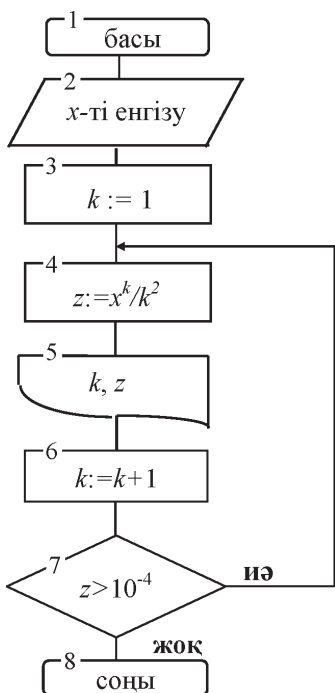 1
басы
2
x-ті енгізу
3
k := 1
4
z:=x^k/k^2
5
k, z
6
k:=k+1
7
z>10^-4
иә
жоқ
8
соңы